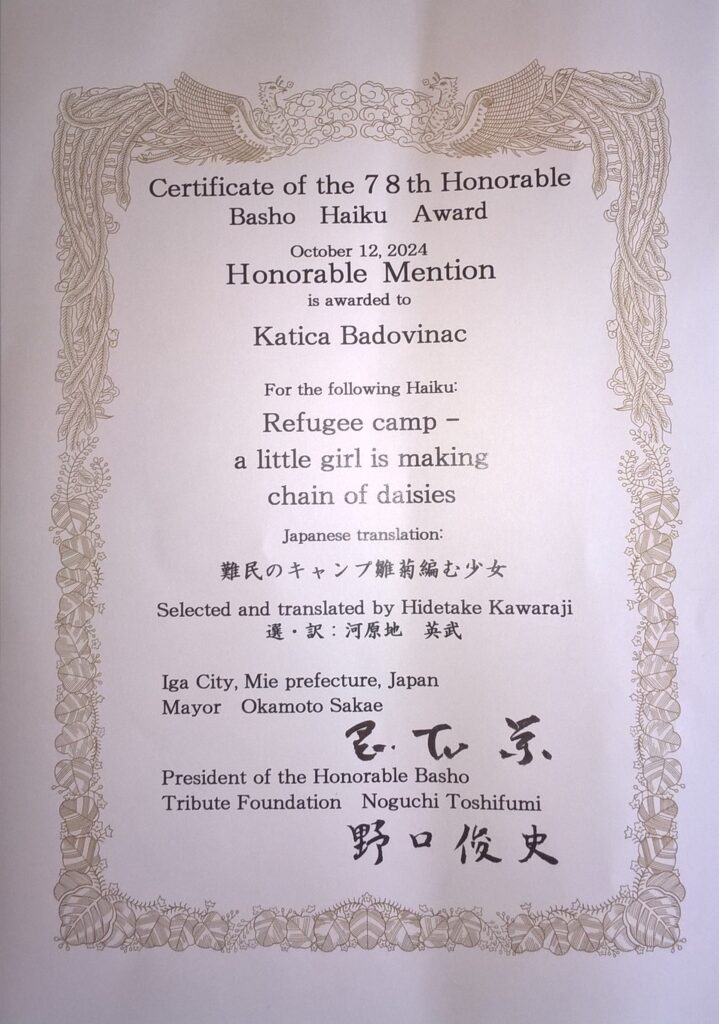 Certificate of the 7 8 th Honorable
Basho Haiku Award
October 12, 2024
Honorable Mention
is awarded to
Katica Badovinac
For the following Haiku:
Refugee camp –
a little girl is making
chain of daisies
Japanese translation:
難民のキャンプ雛菊編む少女
Selected and translated by Hidetake Kawaraji
選・訳：河原地　英武
Iga City, Mie prefecture, Japan
Mayor Okamoto Sakae
President of the Honorable Basho
Tribute Foundation Noguchi Toshifumi
野口俊史